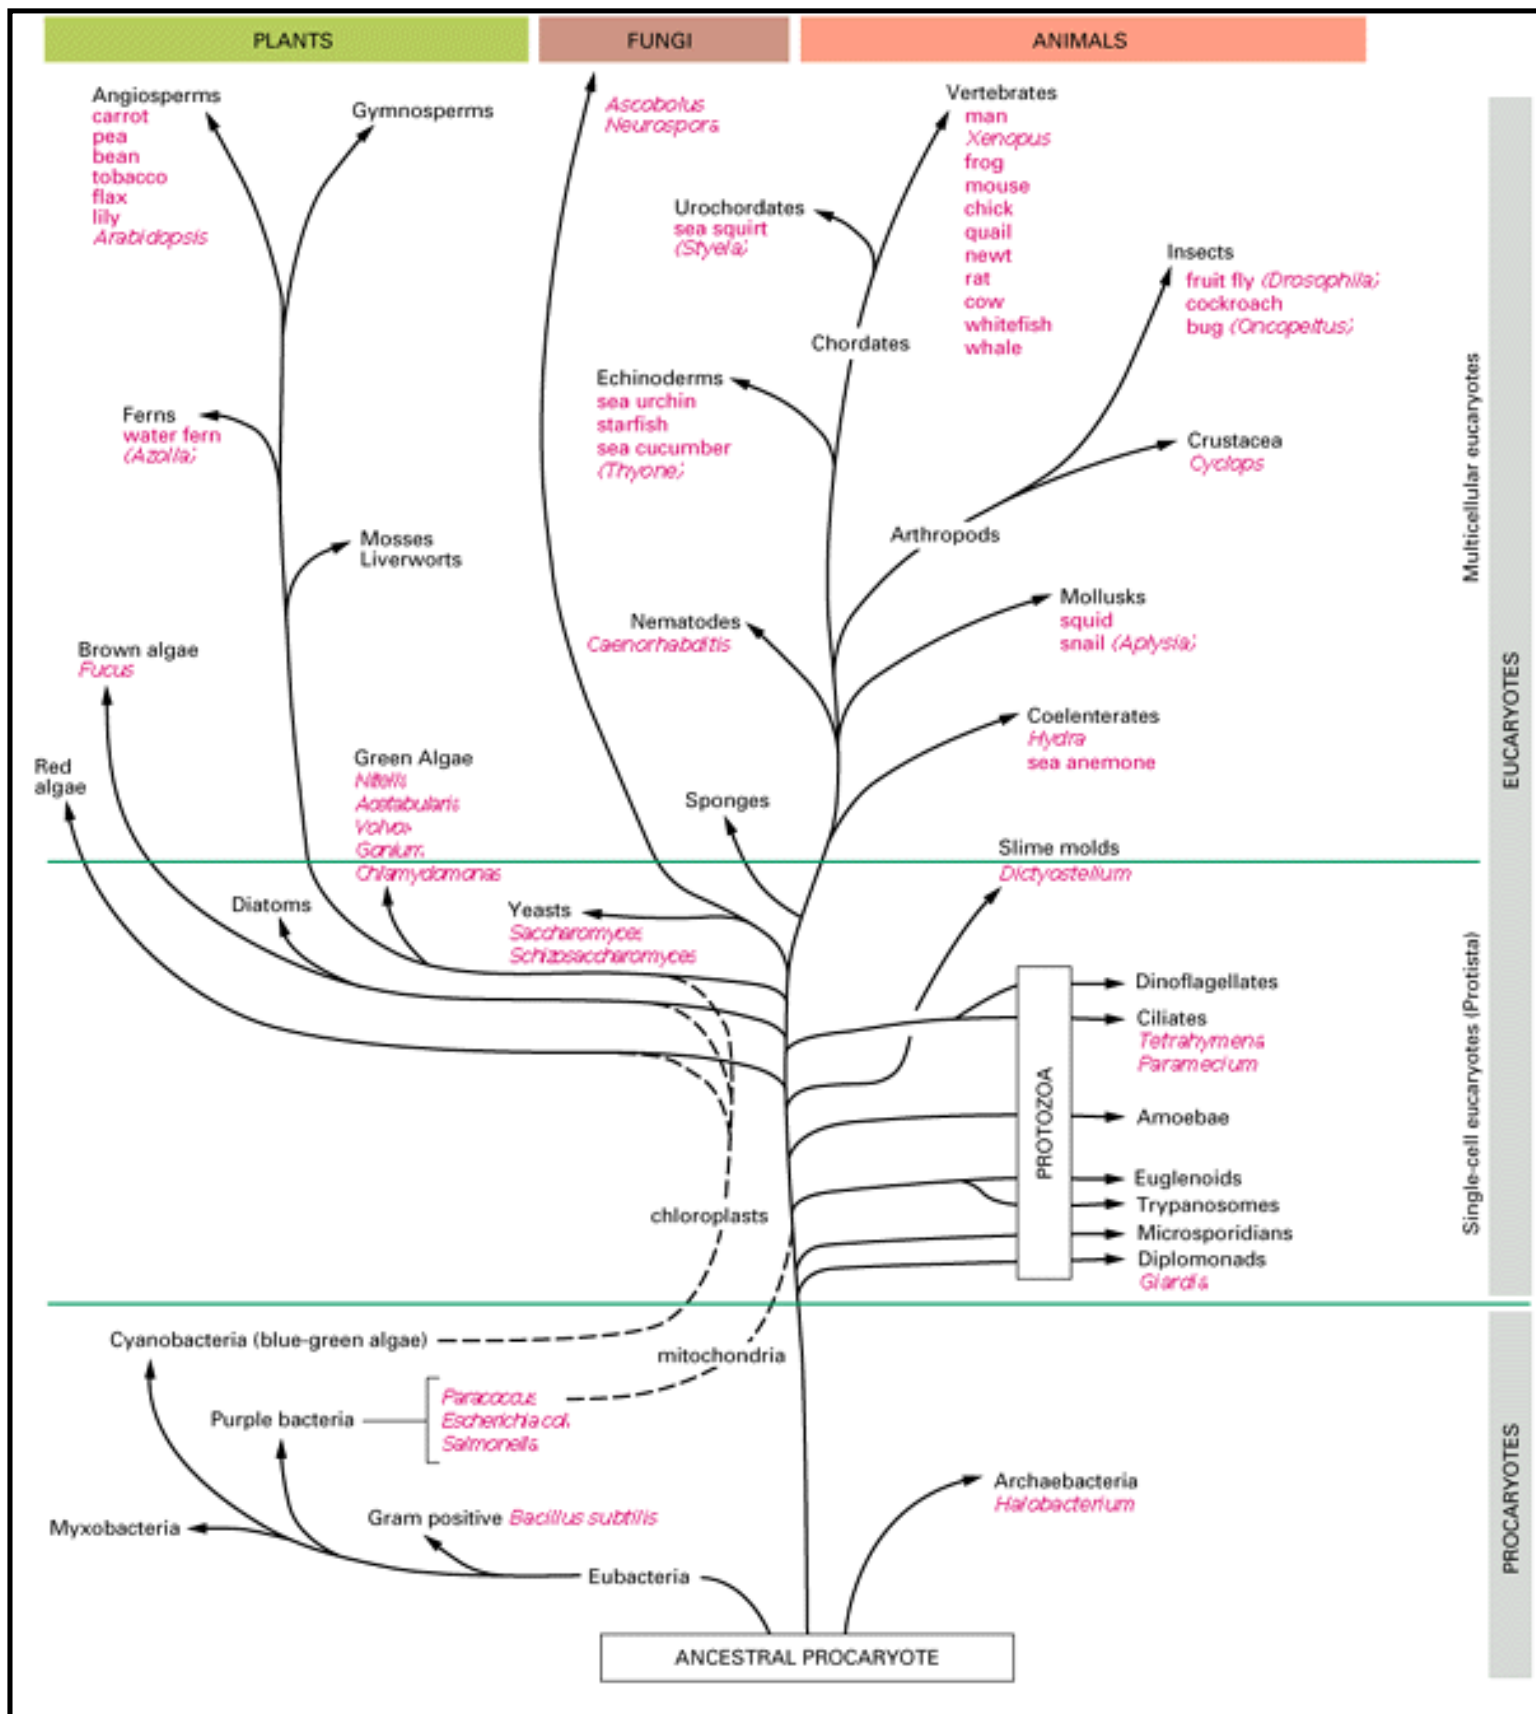 PLANTS
FUNGI
ANIMALS
Angiosperms
carrot
pea
bean
tobacco
flax
lily
Arabidopsis
Gymnosperms
Ascobolus
Neurospora
Vertebrates
man
Xenopus
frog
mouse
chick
quail
newt
rat
cow
whitefish
whale
Urochordates
sea squirt
(Styela)
Insects
fruit fly (Drosophila)
cockroach
bug (Oncopeltus)
Chordates
Echinoderms
sea urchin
starfish
sea cucumber
(Thyone)
Ferns
water fern
(Azolla)
Crustacea
Cyclops
Arthropods
Mosses
Liverworts
Mollusks
squid
snail (Aplysia)
Nematodes
Caenorhabditis
Brown algae
Fucus
Coelenterates
Hydra
sea anemone
Red
algae
Green Algae
Nitella
Acetabularia
Volvox
Gonium
Chlamydomonas
Sponges
Slime molds
Dictyostelium
Diatoms
Yeasts
Saccharomyces
Schizosaccharomyces
Dinoflagellates
Ciliates
Tetrahymena
Paramecium
PROTOZOA
Amoebae
Euglenoids
Trypanosomes
Microsporidians
Diplomonads
Giardia
chloroplasts
mitochondria
Cyanobacteria (blue-green algae)
Purple bacteria
Paracoccus
Escherichia coli
Salmonella
Archaebacteria
Halobacterium
Myxobacteria
Gram positive Bacillus subtilis
Eubacteria
ANCESTRAL PROCARYOTE
Multicellular eucaryotes
Single-cell eucaryotes (Protista)
EUCARYOTES
PROCARYOTES